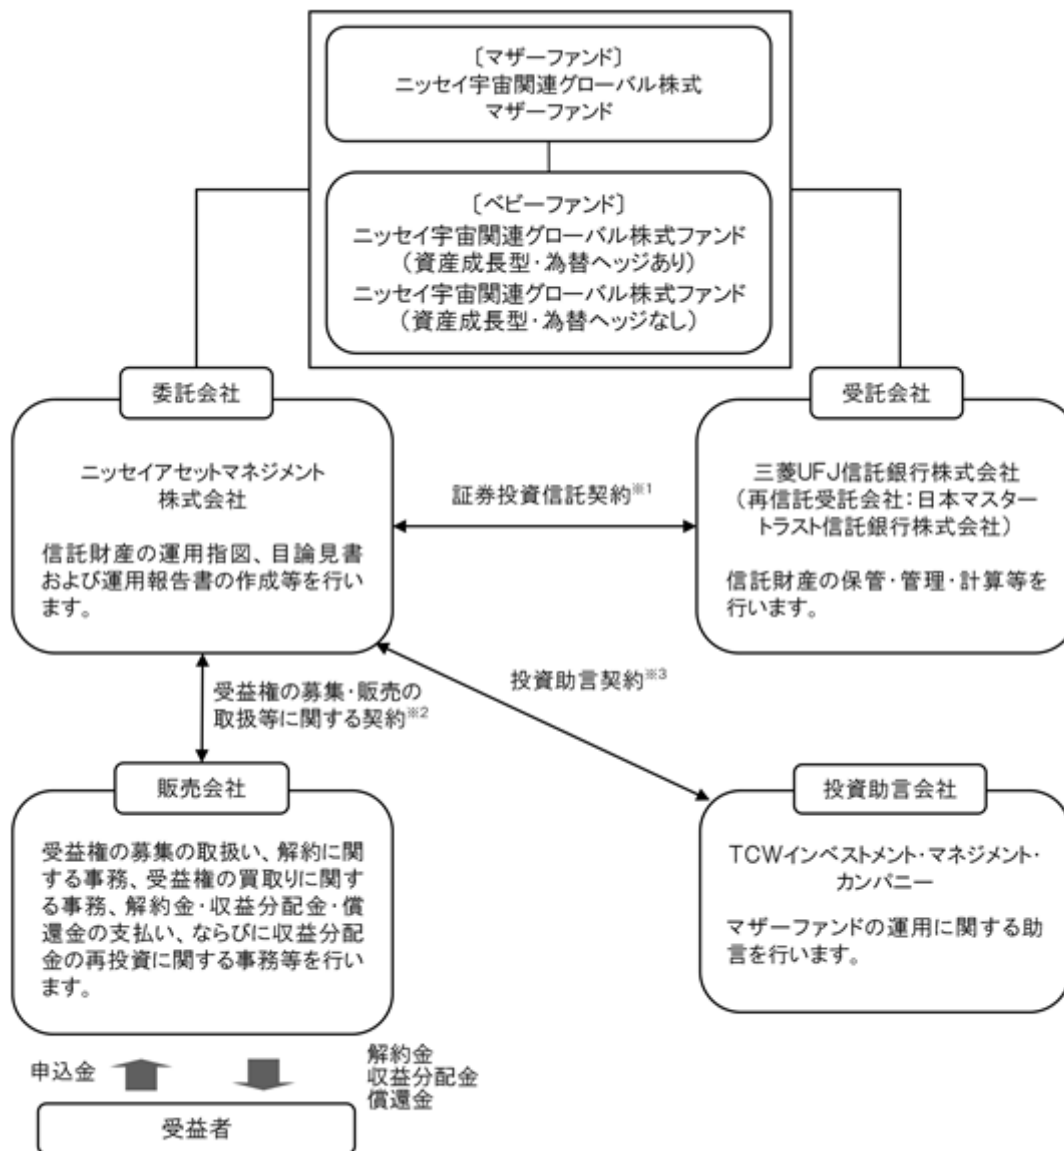 〔マザーファンド〕
ニッセイ宇宙関連グローバル株式
マザーファンド
〔ベビーファンド〕
ニッセイ宇宙関連グローバル株式ファンド
（資産成長型・為替ヘッジあり）
ニッセイ宇宙関連グローバル株式ファンド
（資産成長型・為替ヘッジなし）
委託会社
ニッセイアセットマネジメント
株式会社
信託財産の運用指図、目論見書
および運用報告書の作成等を行い
ます。
証券投資信託契約※1
受託会社
三菱UFJ信託銀行株式会社
（再信託受託会社：日本マスター
トラスト信託銀行株式会社）
信託財産の保管・管理・計算等を
行います。
受益権の募集・販売の
取扱等に関する契約※2
投資助言契約※3
販売会社
受益権の募集の取扱い、解約に関
する事務、受益権の買取りに関す
る事務、解約金・収益分配金・償
還金の支払い、ならびに収益分配
金の再投資に関する事務等を行い
ます。
投資助言会社
TCWインベストメント・マネジメント・
カンパニー
マザーファンドの運用に関する助
言を行います。
申込金
解約金
収益分配金
償還金
受益者